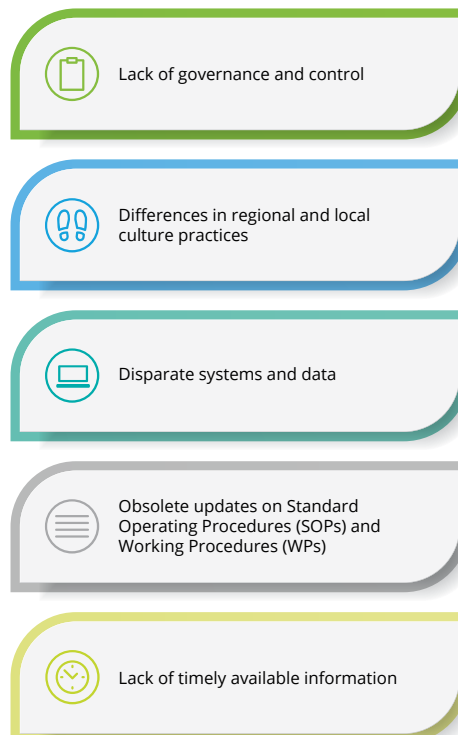 Lack of governance and control
Differences in regional and local
culture practices
Disparate systems and data
Obsolete updates on Standard
Operating Procedures (SOPs) and
Working Procedures (WPs)
Lack of timely available information